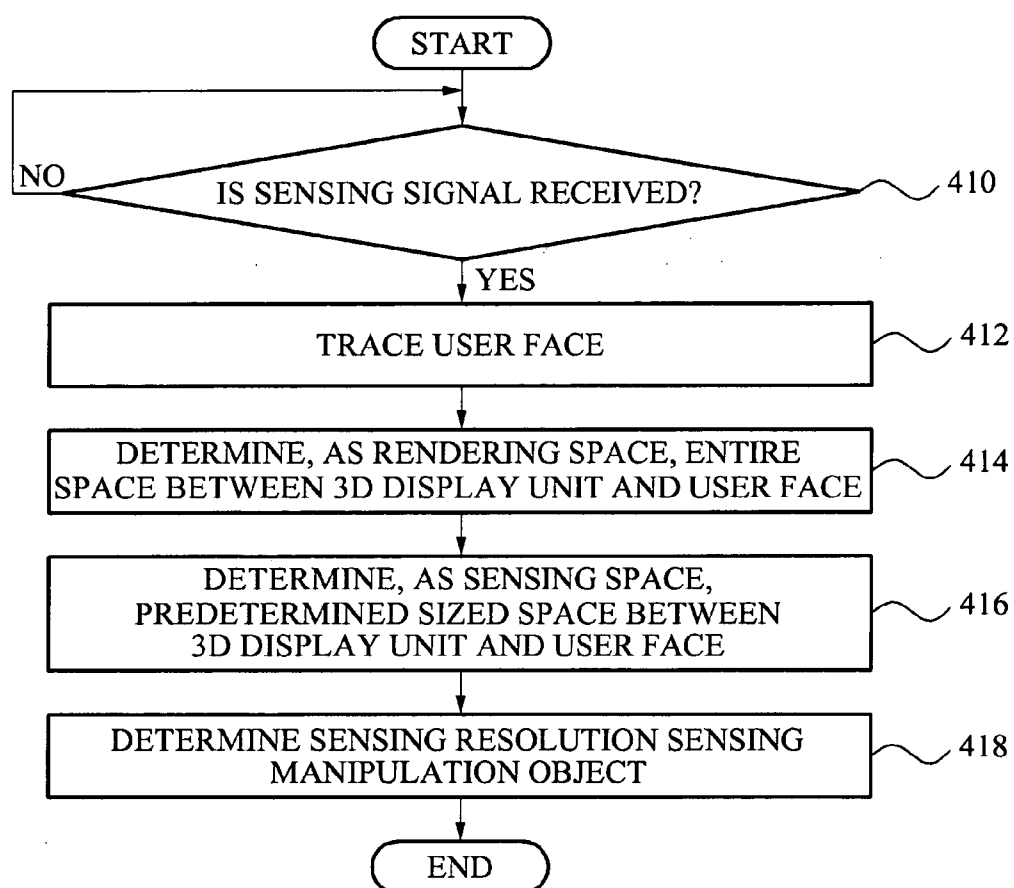 START
NO
IS SENSING SIGNAL RECEIVED?
410
YES
TRACE USER FACE
412
DETERMINE, AS RENDERING SPACE, ENTIRE
SPACE BETWEEN 3D DISPLAY UNIT AND USER FACE
414
DETERMINE, AS SENSING SPACE,
PREDETERMINED SIZED SPACE BETWEEN
3D DISPLAY UNIT AND USER FACE
416
DETERMINE SENSING RESOLUTION SENSING
MANIPULATION OBJECT
418
END